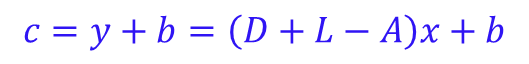 c = y + b = (D + L − A)x + b